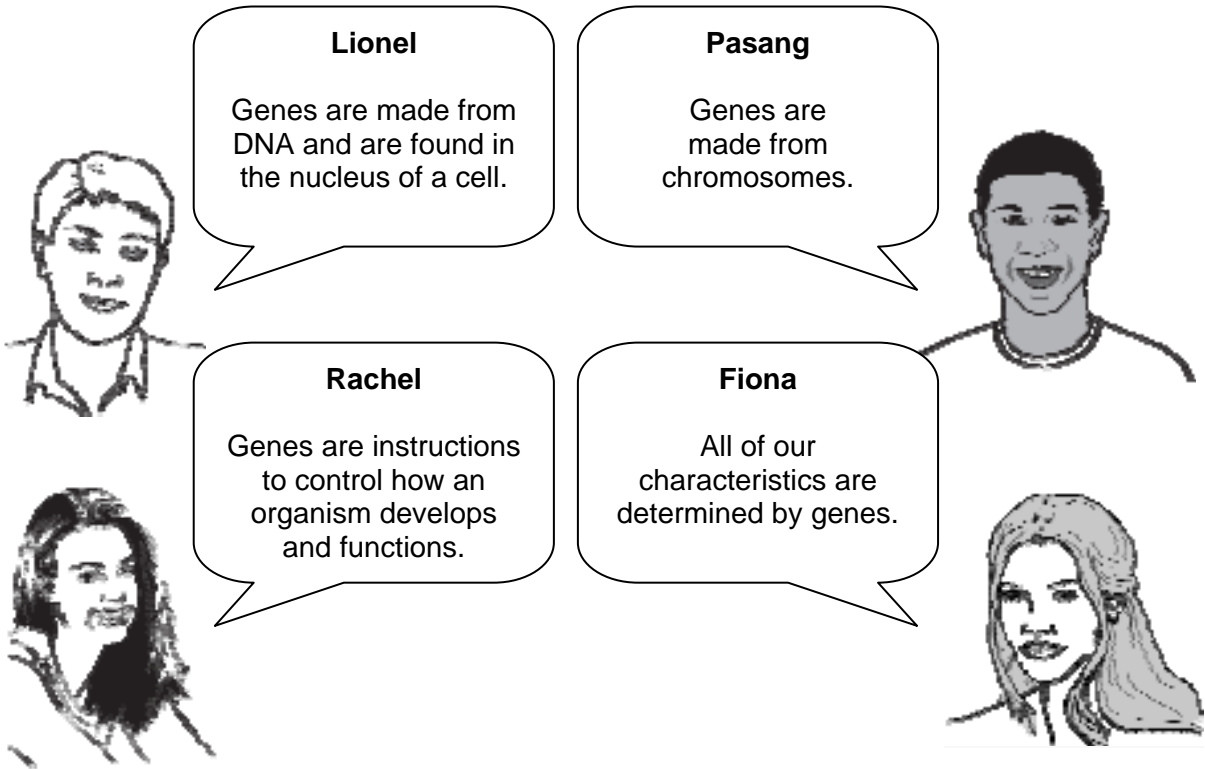 Lionel
Genes are made from
DNA and are found in
the nucleus of a cell.
Pasang
Genes are
made from
chromosomes.
Rachel
Genes are instructions
to control how an
organism develops
and functions.
Fiona
All of our
characteristics are
determined by genes.